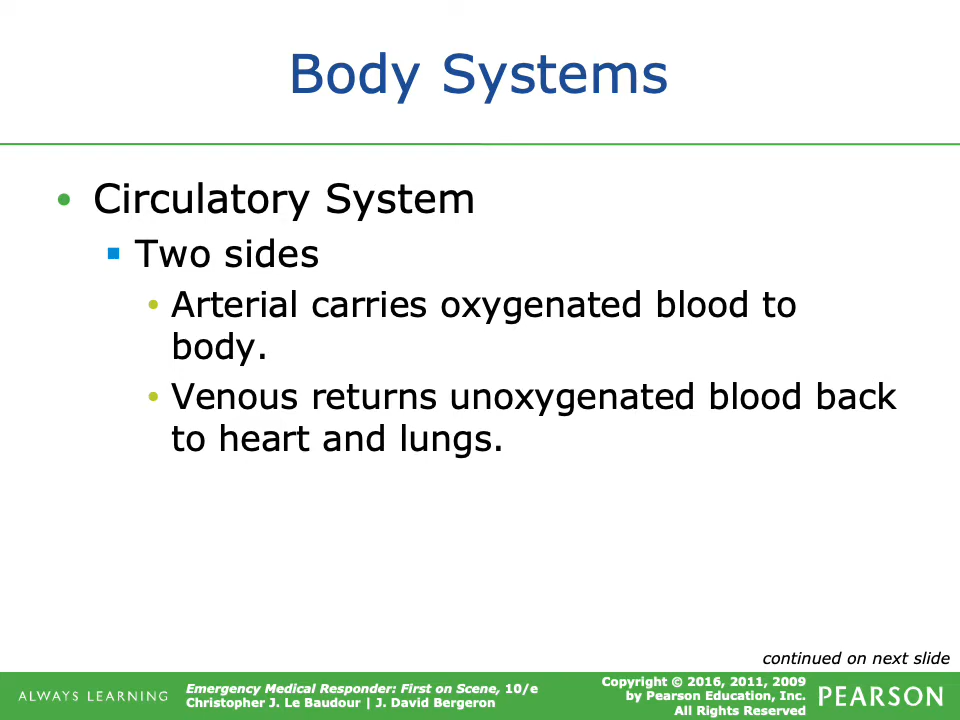 Body Systems
Circulatory System
Two sides
Arterial carries oxygenated blood to
body.
Venous returns unoxygenated blood back
to heart and lungs.
continued on next slide
ALWAYS LEARNING
Emergency Medical Responder: First on Scene, 10/e
Christopher J. Le Baudour | J. David Bergeron
Copyright © 2016, 2011, 2009
by Pearson Education, Inc.
All Rights Reserved
PEARSON